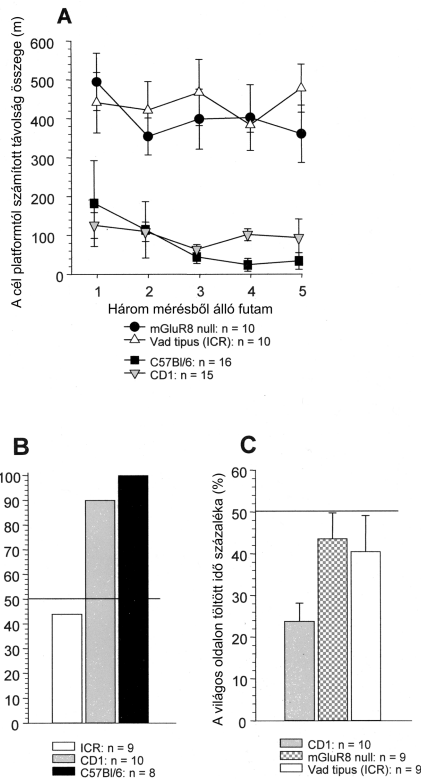 A
A cél platformtól számított távolság összege (m)
600
500
400
300
200
100
0
1 2 3 4 5
Három mérésből álló futam
mGluR8 null: n = 10
Vad tipus (ICR): n = 10
C57Bl/6: n = 16
CD1: n = 15
B
100
90
80
70
60
50
40
30
20
10
0
ICR: n = 9
CD1: n = 10
C57Bl/6: n = 8
C
A világos oldalon töltött idő százaléka (%)
60
50
40
30
20
10
0
CD1: n = 10
mGluR8 null: n = 9
Vad tipus (ICR): n = 9